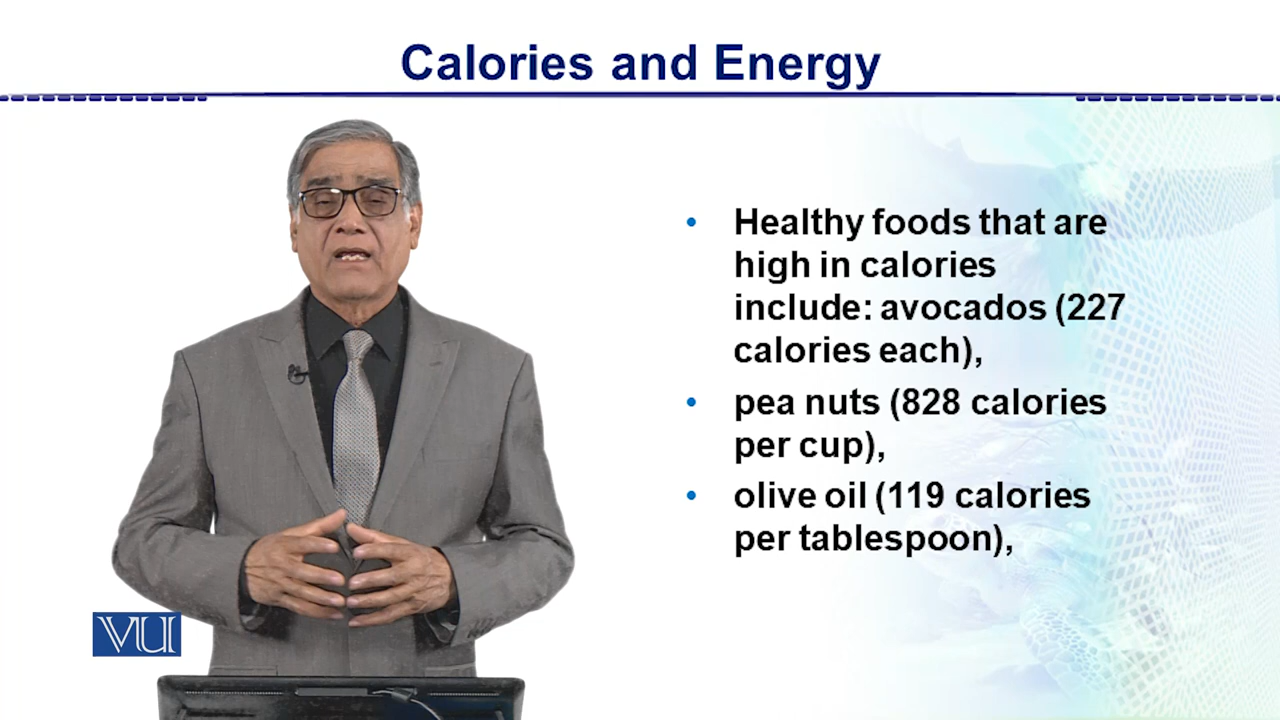 Calories and Energy
• Healthy foods that are
high in calories
include: avocados (227
calories each),
• pea nuts (828 calories
per cup),
• olive oil (119 calories
per tablespoon),
VU